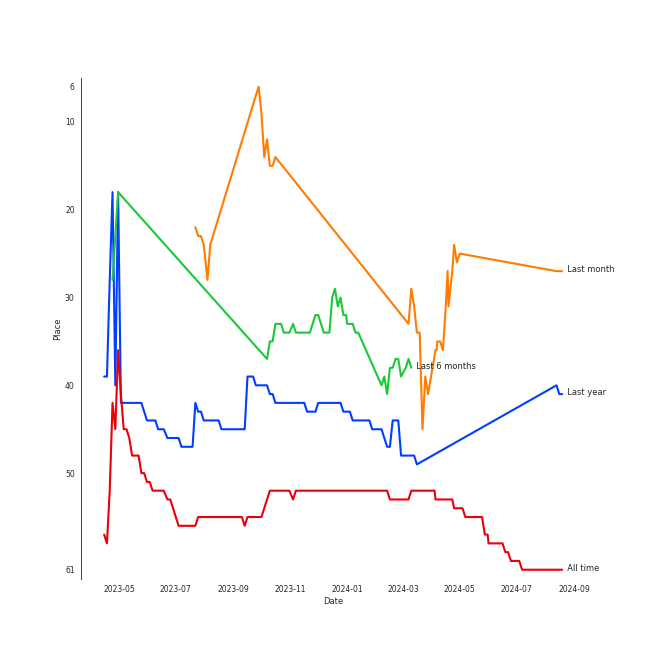 6
10
20
30
40
50
61
Place
2023-05 2023-07 2023-09 2023-11 2024-01 2024-03 2024-05 2024-07 2024-09
Date
Last month
Last 6 months
Last year
All time